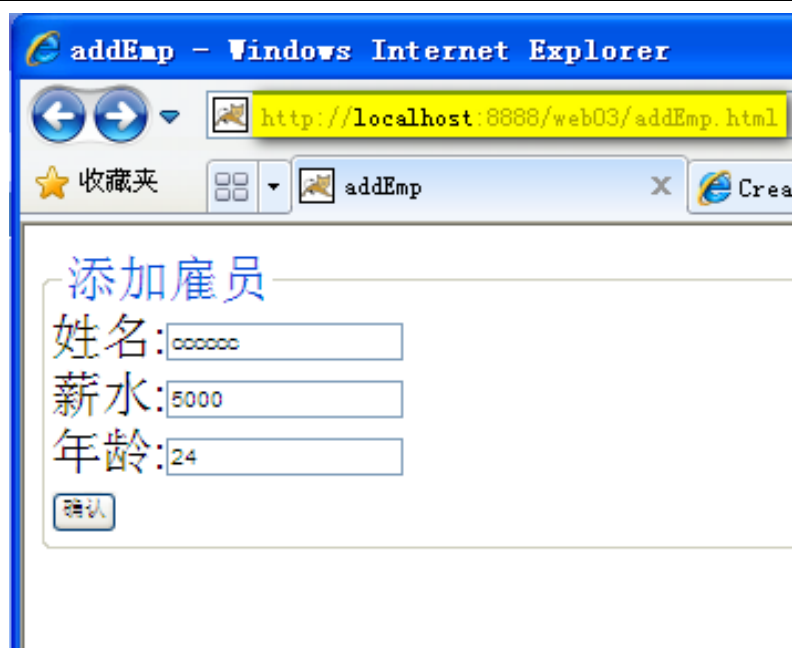 addEmp - Windows Internet Explorer
http://localhost:8888/web03/addEmp.html
收藏夹
addEmp
Crea
添加雇员
姓名:cccccc
薪水:5000
年龄:24
确认